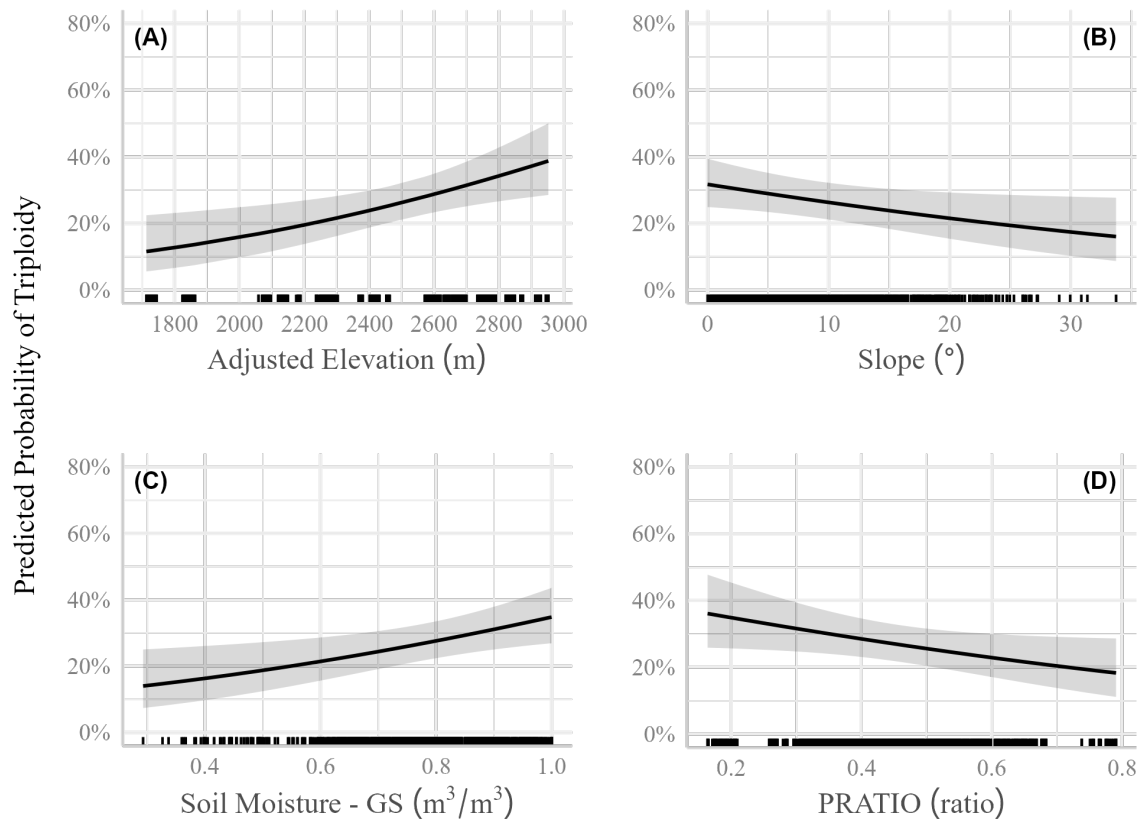 Predicted Probability of Triploidy
(A)
80%
60%
40%
20%
0%
1800 2000 2200 2400 2600 2800 3000
Adjusted Elevation (m)
(B)
80%
60%
40%
20%
0%
0 10 20 30
Slope (°)
(C)
80%
60%
40%
20%
0%
0.4 0.6 0.8 1.0
Soil Moisture - GS (m³/m³)
(D)
80%
60%
40%
20%
0%
0.2 0.4 0.6 0.8
PRATIO (ratio)